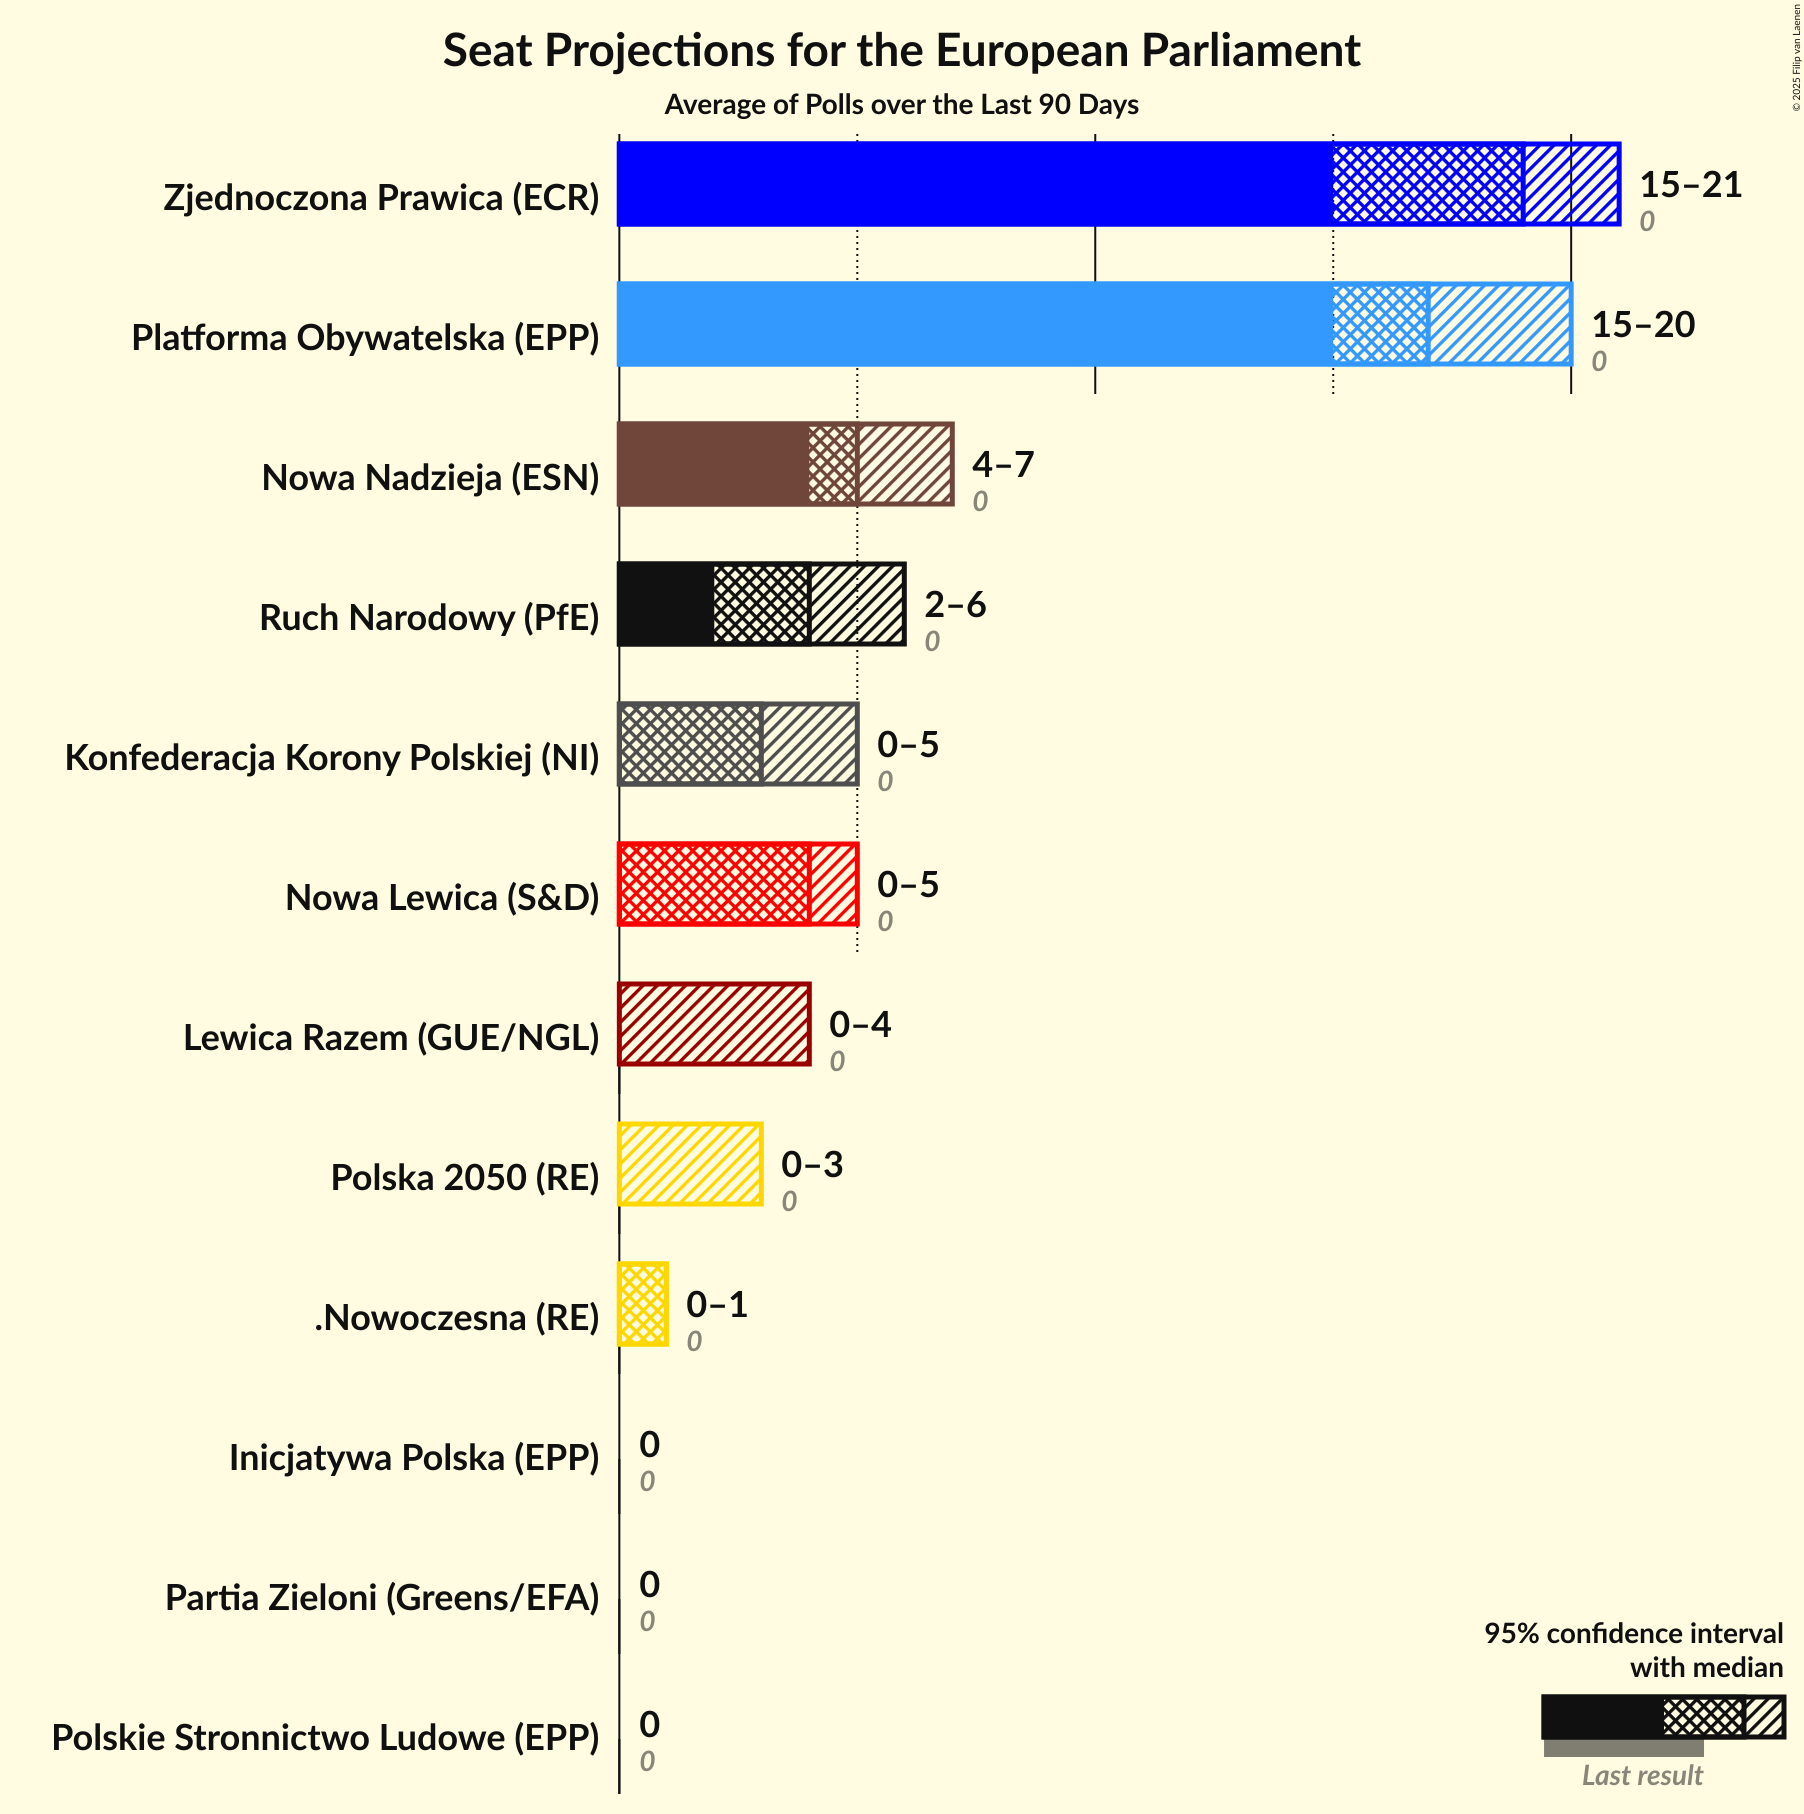 Seat Projections for the European Parliament
Average of Polls over the Last 90 Days
© 2025 Filip van Laenen
Zjednoczona Prawica (ECR)
15–21
0
Platforma Obywatelska (EPP)
15–20
0
Nowa Nadzieja (ESN)
4–7
0
Ruch Narodowy (PfE)
2–6
0
Konfederacja Korony Polskiej (NI)
0–5
0
Nowa Lewica (S&D)
0–5
0
Lewica Razem (GUE/NGL)
0–4
0
Polska 2050 (RE)
0–3
0
.Nowoczesna (RE)
0–1
0
Inicjatywa Polska (EPP)
0
0
Partia Zieloni (Greens/EFA)
0
0
Polskie Stronnictwo Ludowe (EPP)
0
0
95% confidence interval
with median
Last result